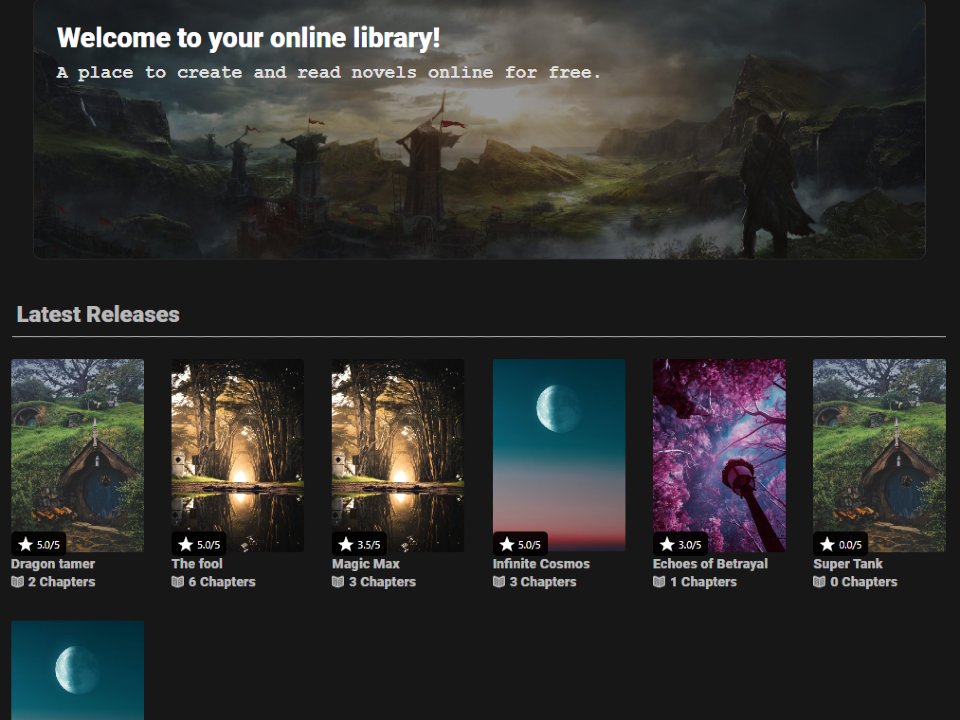 Welcome to your online library!
A place to create and read novels online for free.
Latest Releases
5.0/5
5.0/5
3.5/5
5.0/5
3.0/5
0.0/5
Dragon tamer
The fool
Magic Max
Infinite Cosmos
Echoes of Betrayal
Super Tank
2 Chapters
6 Chapters
3 Chapters
3 Chapters
1 Chapters
0 Chapters